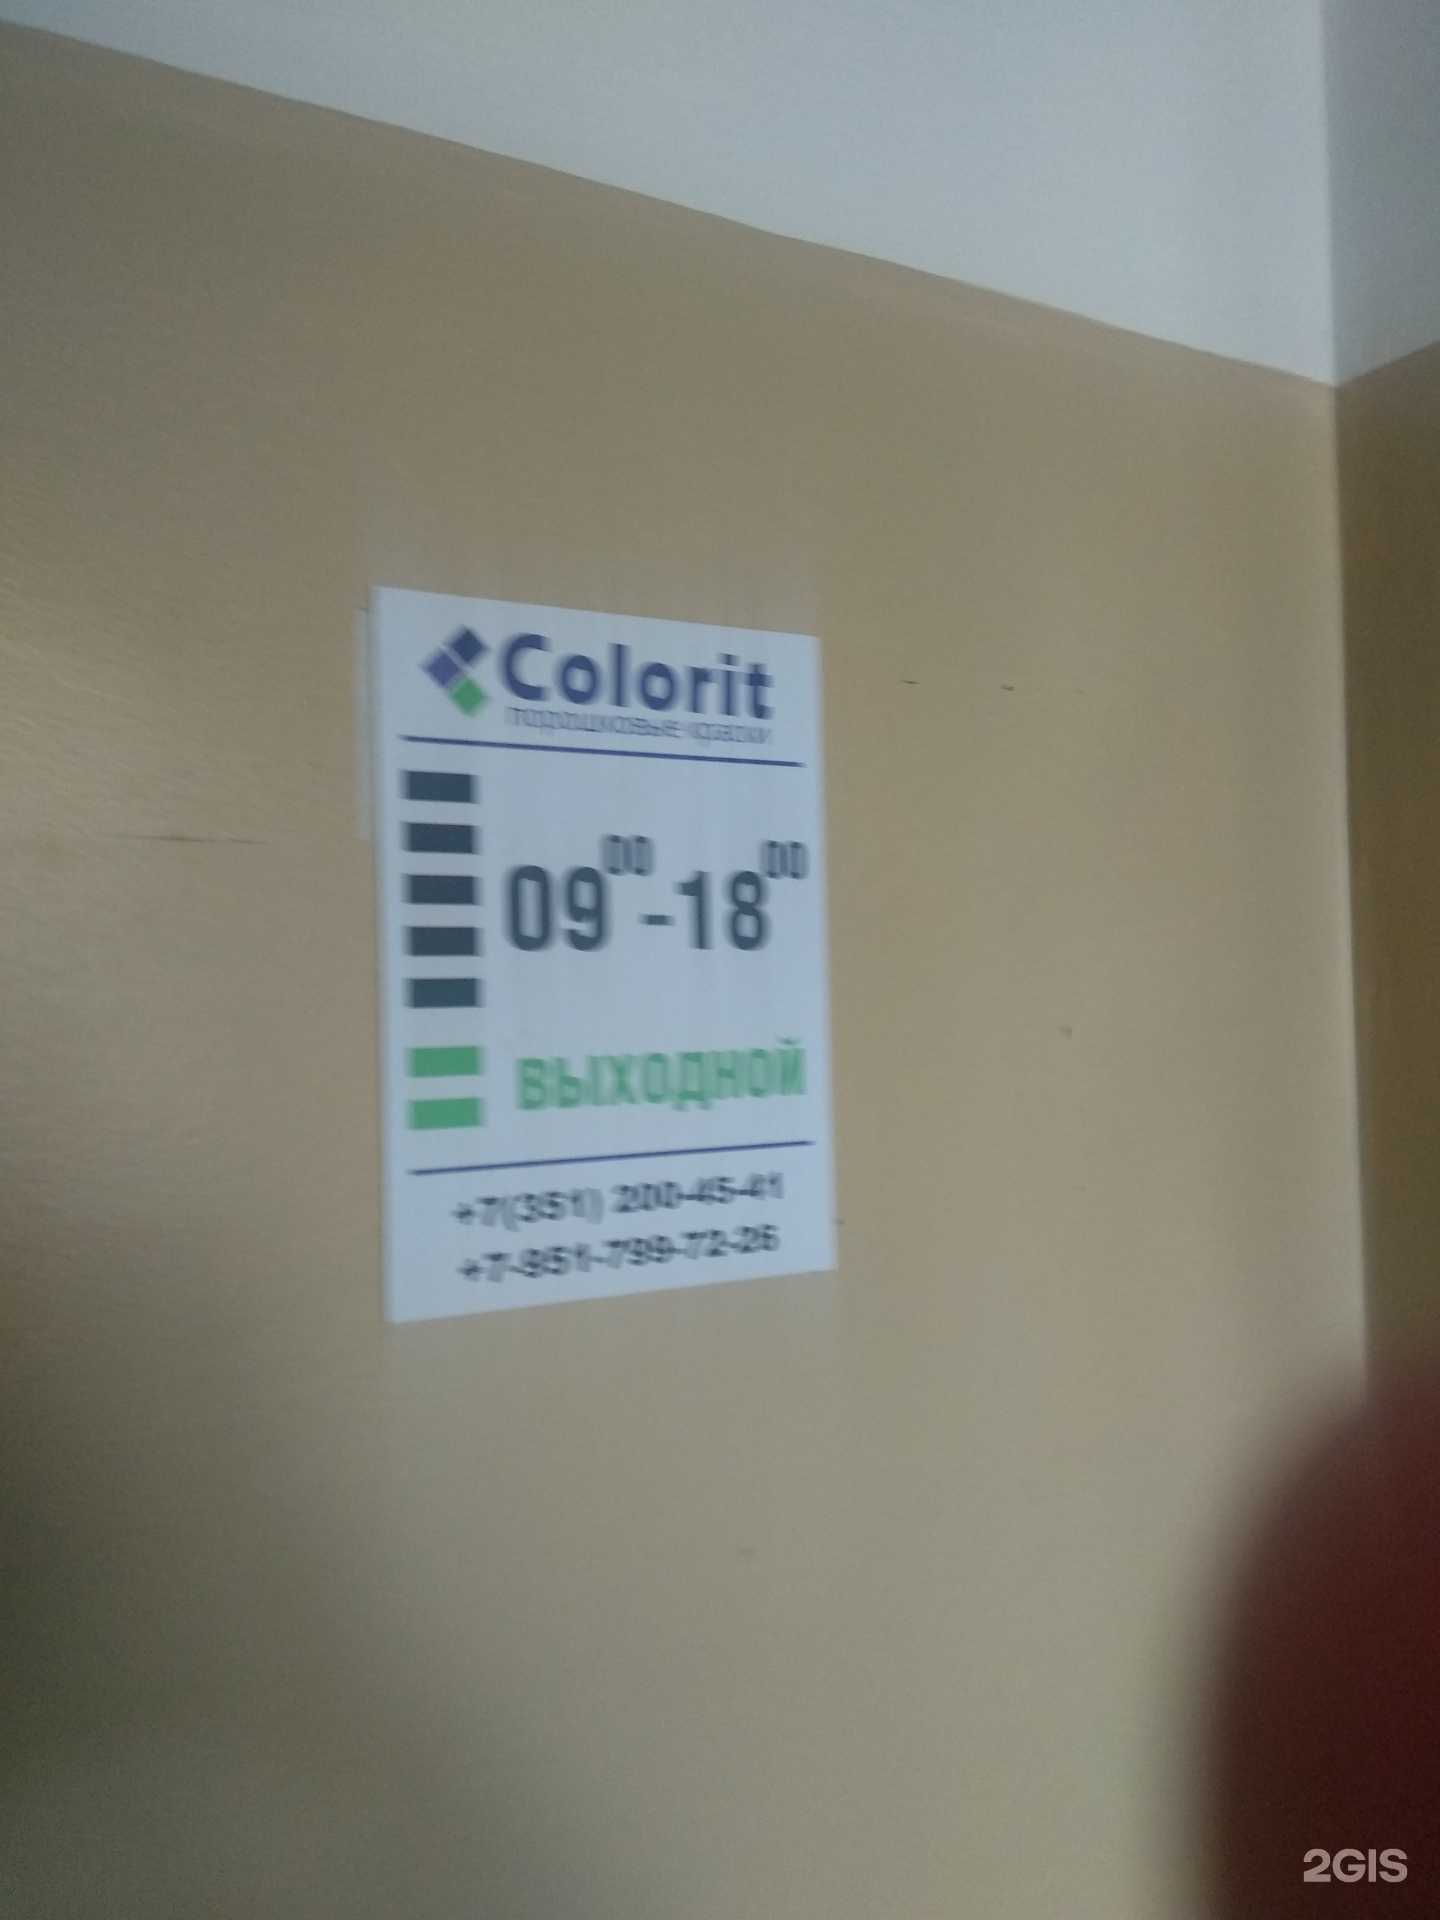 Colorit
порошковые краски
09⁰⁰-18⁰⁰
ВЫХОДНОЙ
+7(351) 200-45-41
+7-951-799-72-26
2GIS